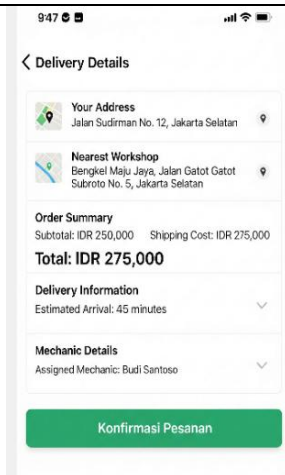 9:47
Delivery Details
Your Address
Jalan Sudirman No. 12, Jakarta Selatan
Nearest Workshop
Bengkel Maju Jaya, Jalan Gatot Gatot
Subroto No. 5, Jakarta Selatan
Order Summary
Subtotal: IDR 250,000 Shipping Cost: IDR 275,000
Total: IDR 275,000
Delivery Information
Estimated Arrival: 45 minutes
Mechanic Details
Assigned Mechanic: Budi Santoso
Konfirmasi Pesanan